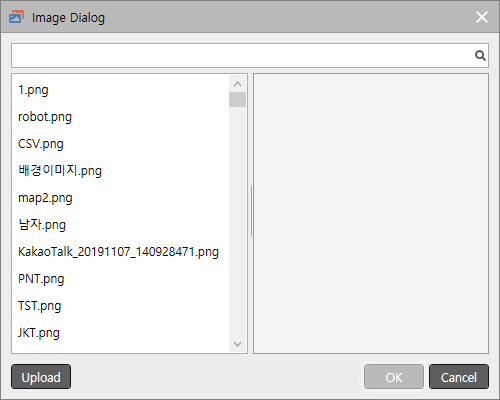 Image Dialog
1.png
robot.png
CSV.png
배경이미지.png
map2.png
남자.png
KakaoTalk_20191107_140928471.png
PNT.png
TST.png
JKT.png
Upload
OK
Cancel